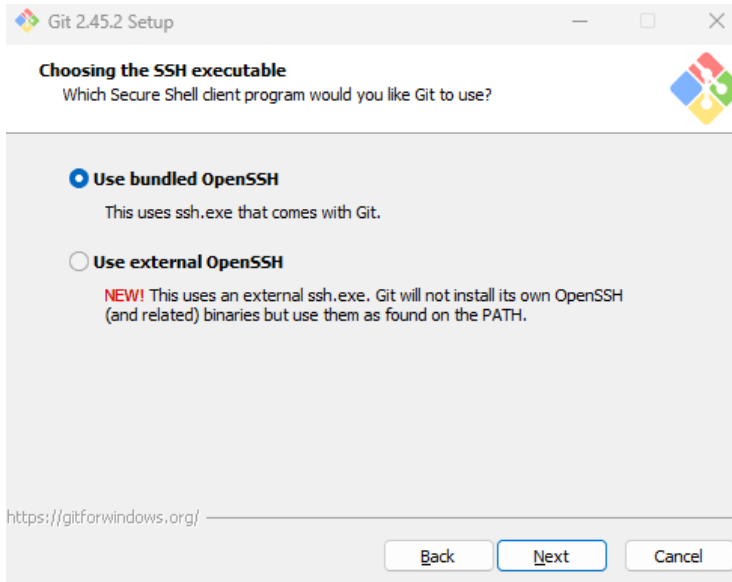 Git 2.45.2 Setup
Choosing the SSH executable
Which Secure Shell client program would you like Git to use?
Use bundled OpenSSH
This uses ssh.exe that comes with Git.
Use external OpenSSH
NEW! This uses an external ssh.exe. Git will not install its own OpenSSH
(and related) binaries but use them as found on the PATH.
https://gitforwindows.org/
Back Next Cancel